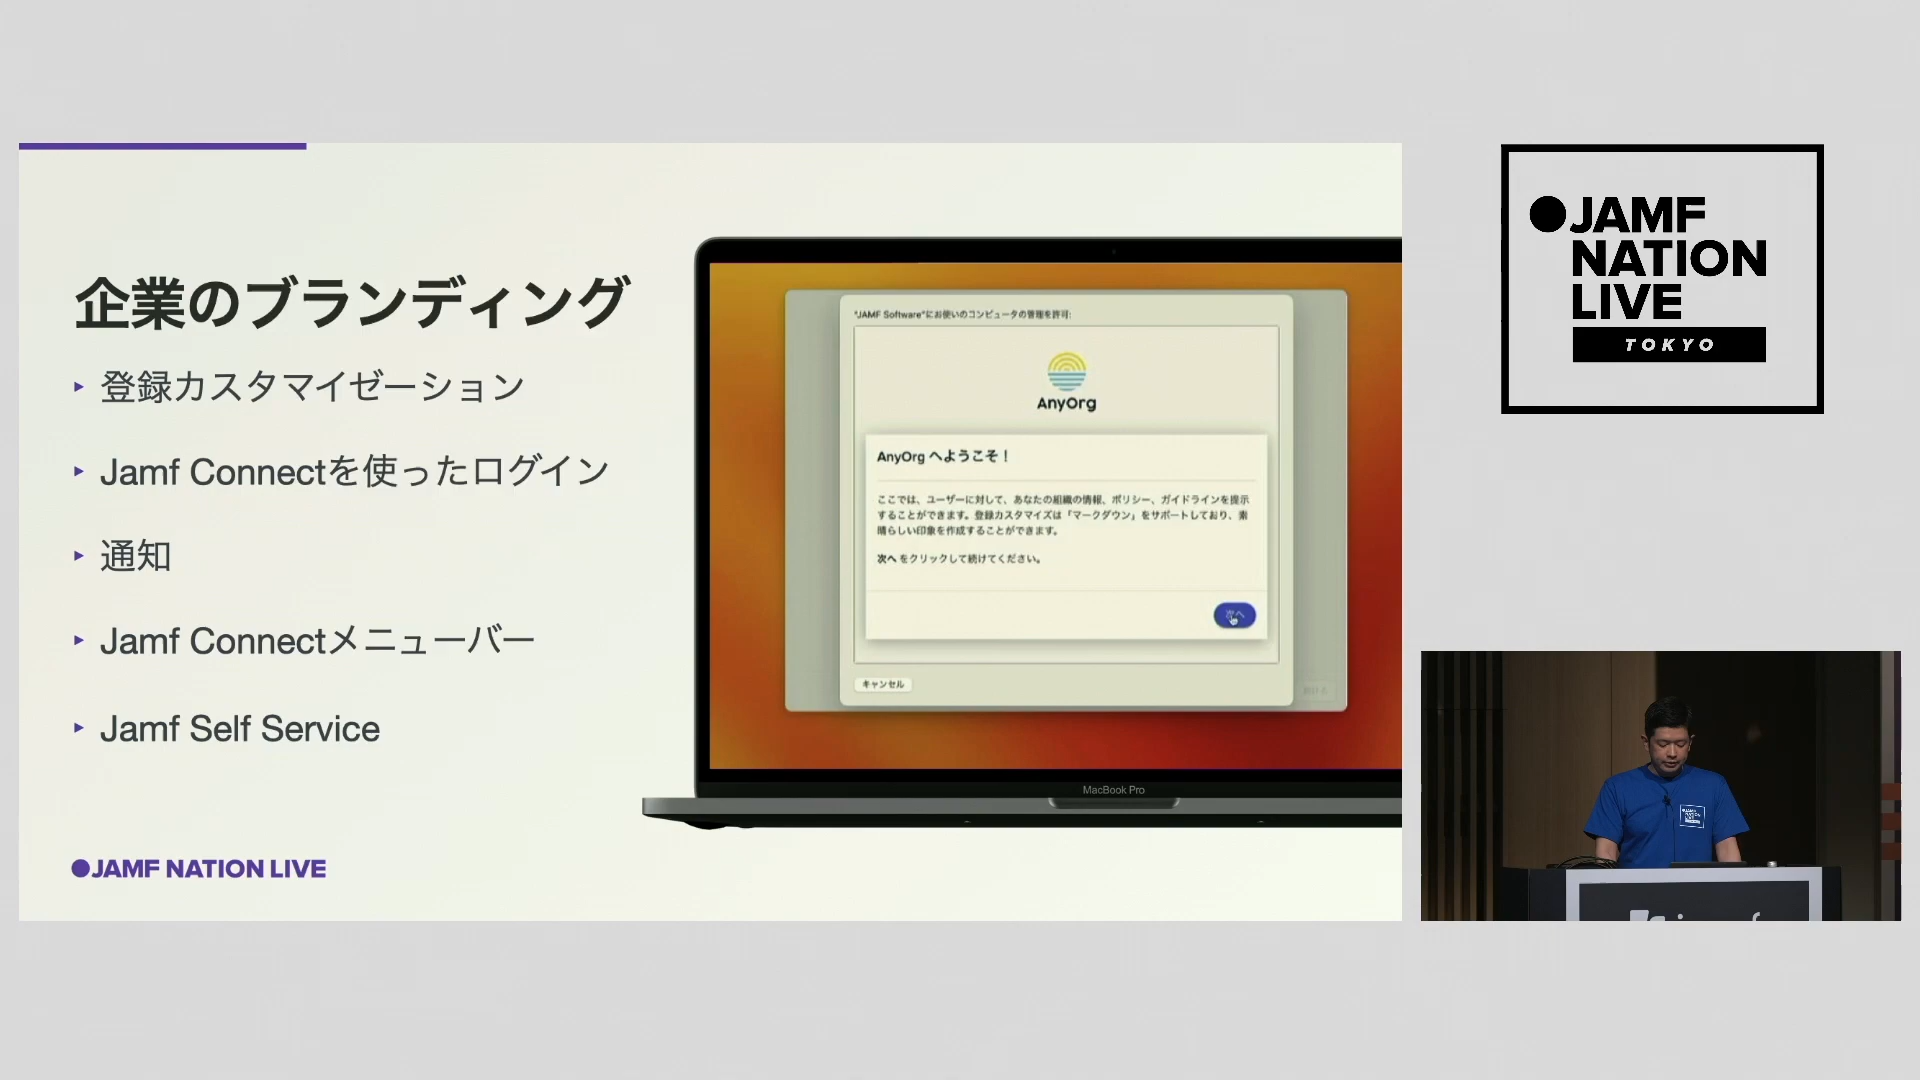 企業のブランディング
登録カスタマイゼーション
Jamf Connectを使ったログイン
通知
Jamf Connectメニューバー
Jamf Self Service
JAMF NATION LIVE
"JAMF Software"にお使いのコンピュータの管理を許可:
AnyOrg
AnyOrg へようこそ！
ここでは、ユーザーに対して、あなたの組織の情報、ポリシー、ガイドラインを提示
することができます。登録カスタマイズは「マークダウン」をサポートしており、素
晴らしい印象を作成することができます。
次へ をクリックして続けてください。
次へ
キャンセル
MacBook Pro
JAMF
NATION
LIVE
TOKYO